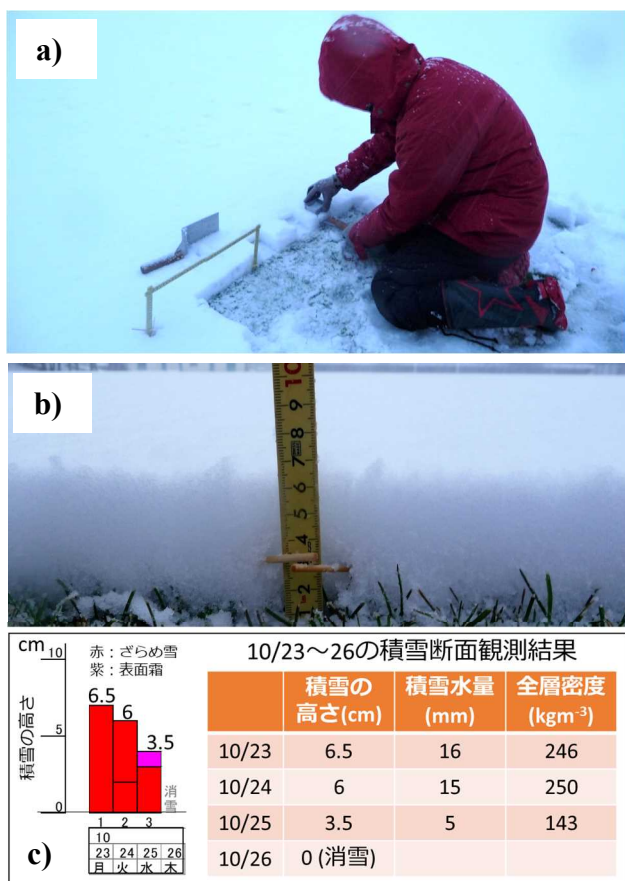 a)
b)
10
9
8
7
6
5
4
2
1
cm
10
赤：ざらめ雪
紫：表面霜
6.5
6
3.5
積雪の高さ
5
0
消雪
1 2 3
10
23 24 25 26
月 火 水 木
c)
10/23～26の積雪断面観測結果
積雪の高さ(cm) 積雪水量(mm) 全層密度(kgm⁻³)
10/23 6.5 16 246
10/24 6 15 250
10/25 3.5 5 143
10/26 0 (消雪)